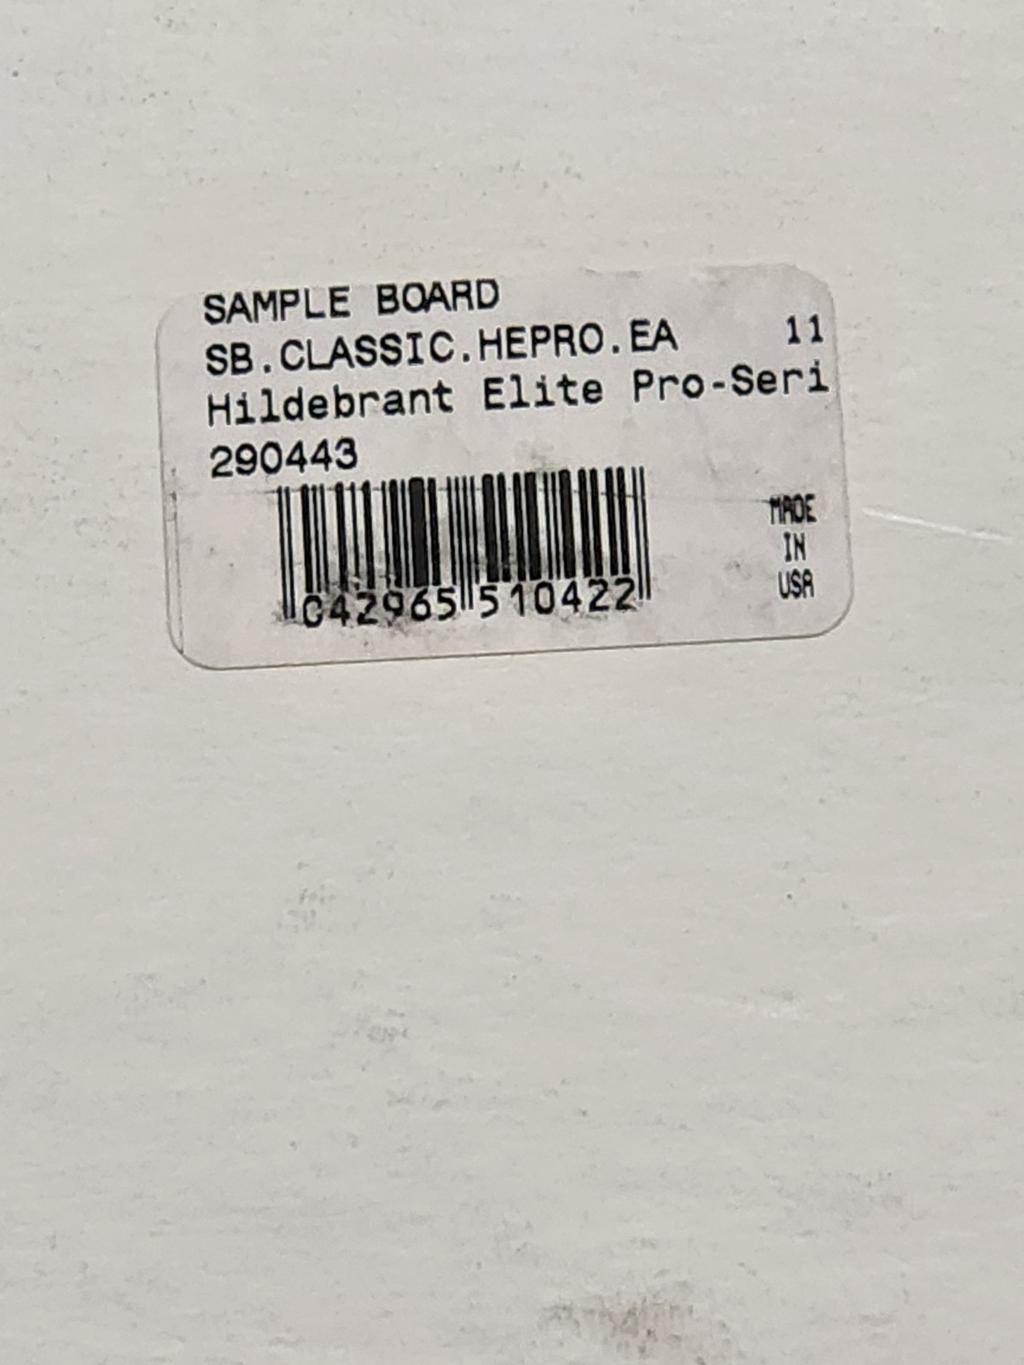 SAMPLE BOARD
SB.CLASSIC.HEPRO.EA 11
Hildebrant Elite Pro-Seri
290443
042965 510422
MADE
IN
USA